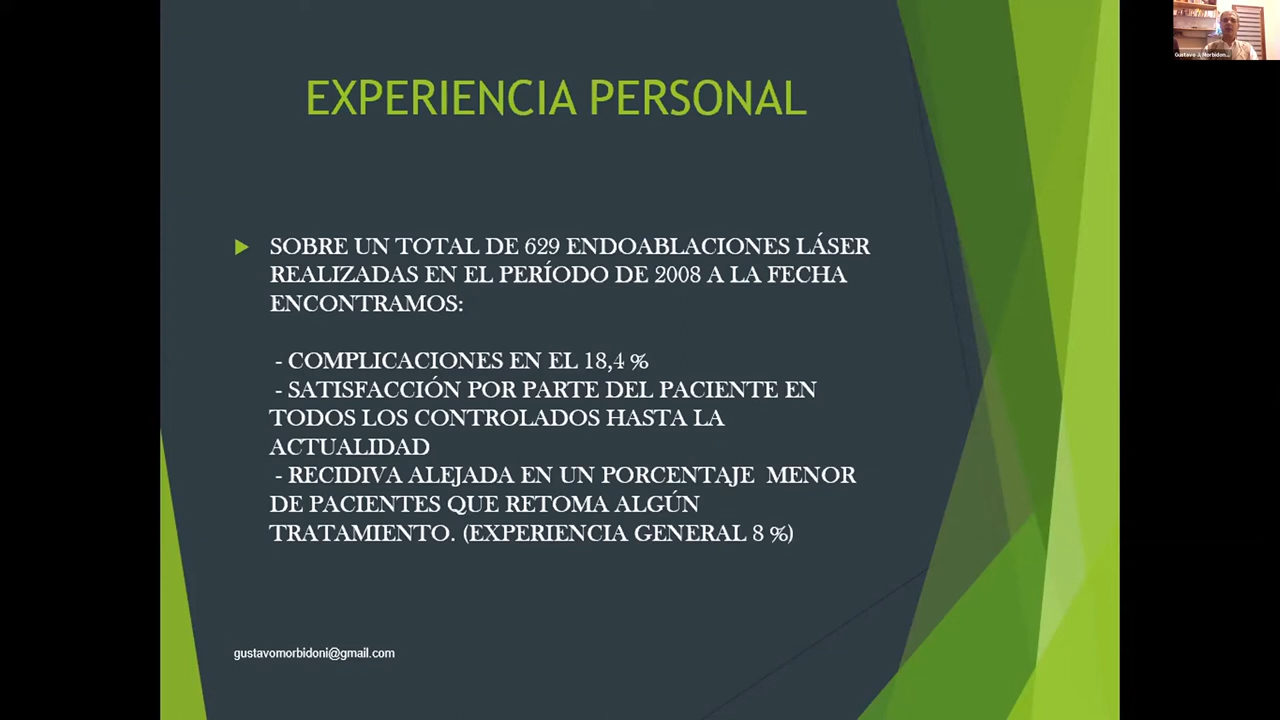 Gustavo J. Morbidon...
EXPERIENCIA PERSONAL
SOBRE UN TOTAL DE 629 ENDOABLACIONES LÁSER
REALIZADAS EN EL PERÍODO DE 2008 A LA FECHA
ENCONTRAMOS:
- COMPLICACIONES EN EL 18,4 %
- SATISFACCIÓN POR PARTE DEL PACIENTE EN
TODOS LOS CONTROLADOS HASTA LA
ACTUALIDAD
- RECIDIVA ALEJADA EN UN PORCENTAJE MENOR
DE PACIENTES QUE RETOMA ALGÚN
TRATAMIENTO. (EXPERIENCIA GENERAL 8 %)
gustavomorbidoni@gmail.com